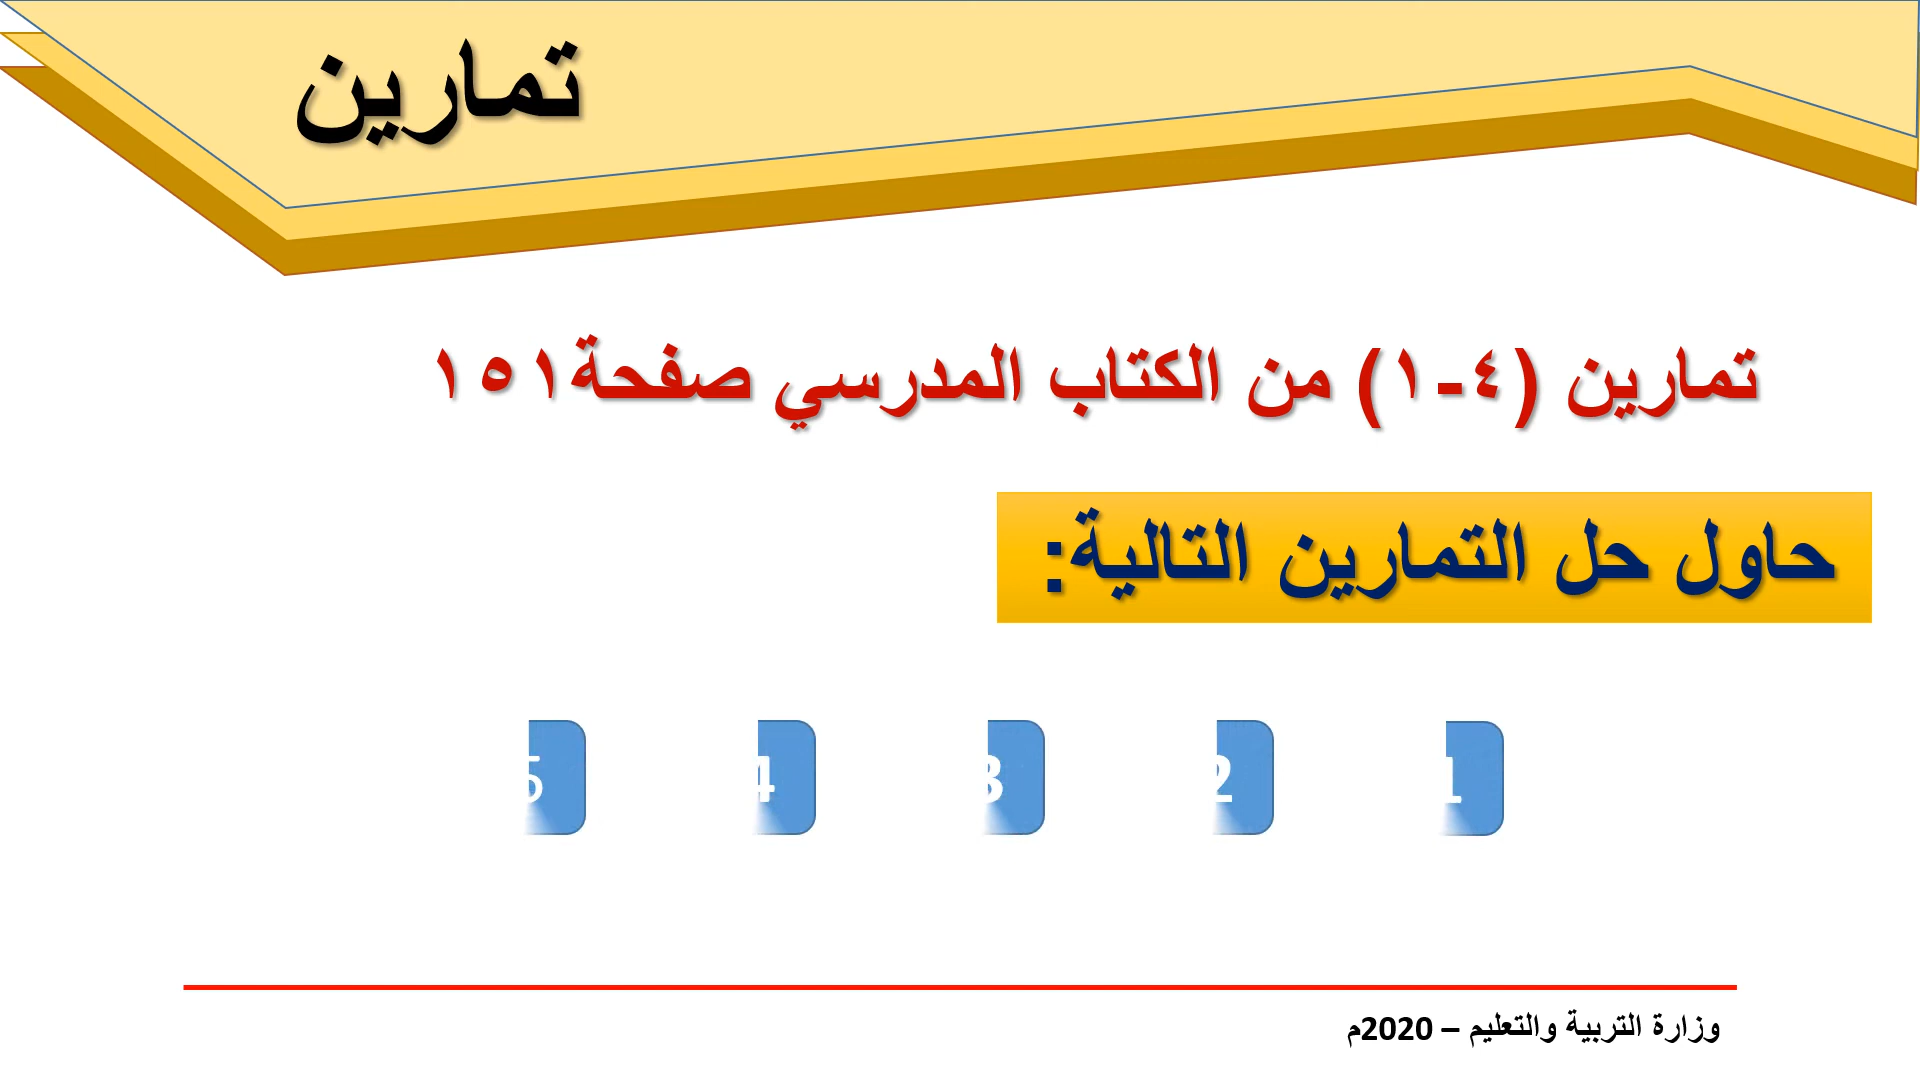 تمارين
تمارين (٤-١) من الكتاب المدرسي صفحة١٥١
حاول حل التمارين التالية:
1 2 3 4 5
وزارة التربية والتعليم – 2020م